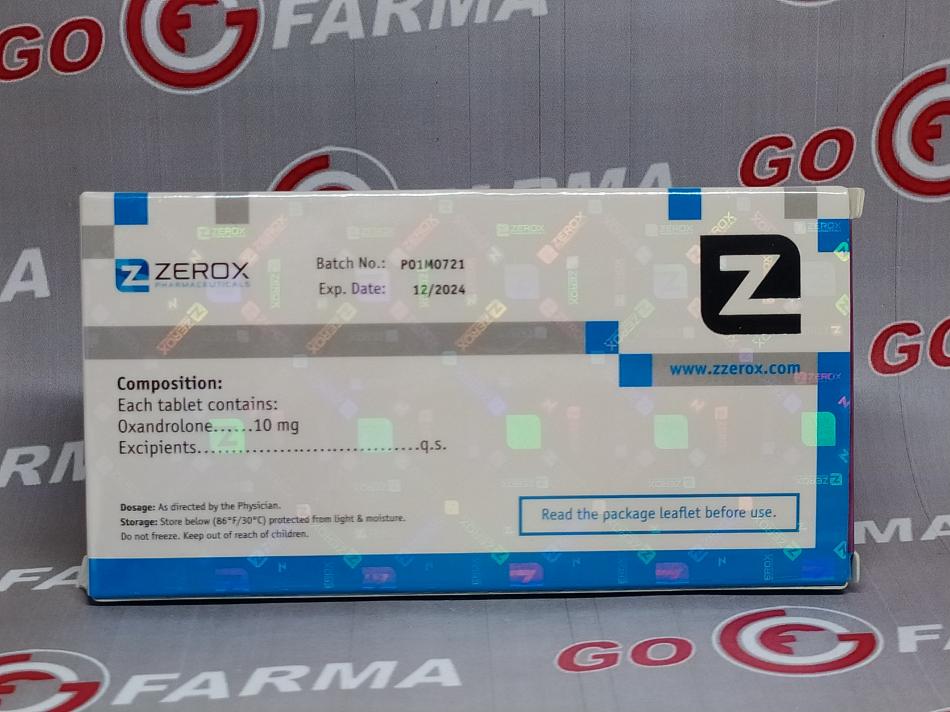 GO FARMA
GO
FARMA
GO
ZEROX
PHARMACEUTICALS
Batch No.: P01M0721
Exp. Date: 12/2024
www.zzerox.com
Composition:
Each tablet contains:
Oxandrolone......10 mg
Excipients....................................q.s.
Dosage: As directed by the Physician.
Storage: Store below (86°F/30°C) protected from light & moisture.
Do not freeze. Keep out of reach of children.
Read the package leaflet before use.
FARMA
GO